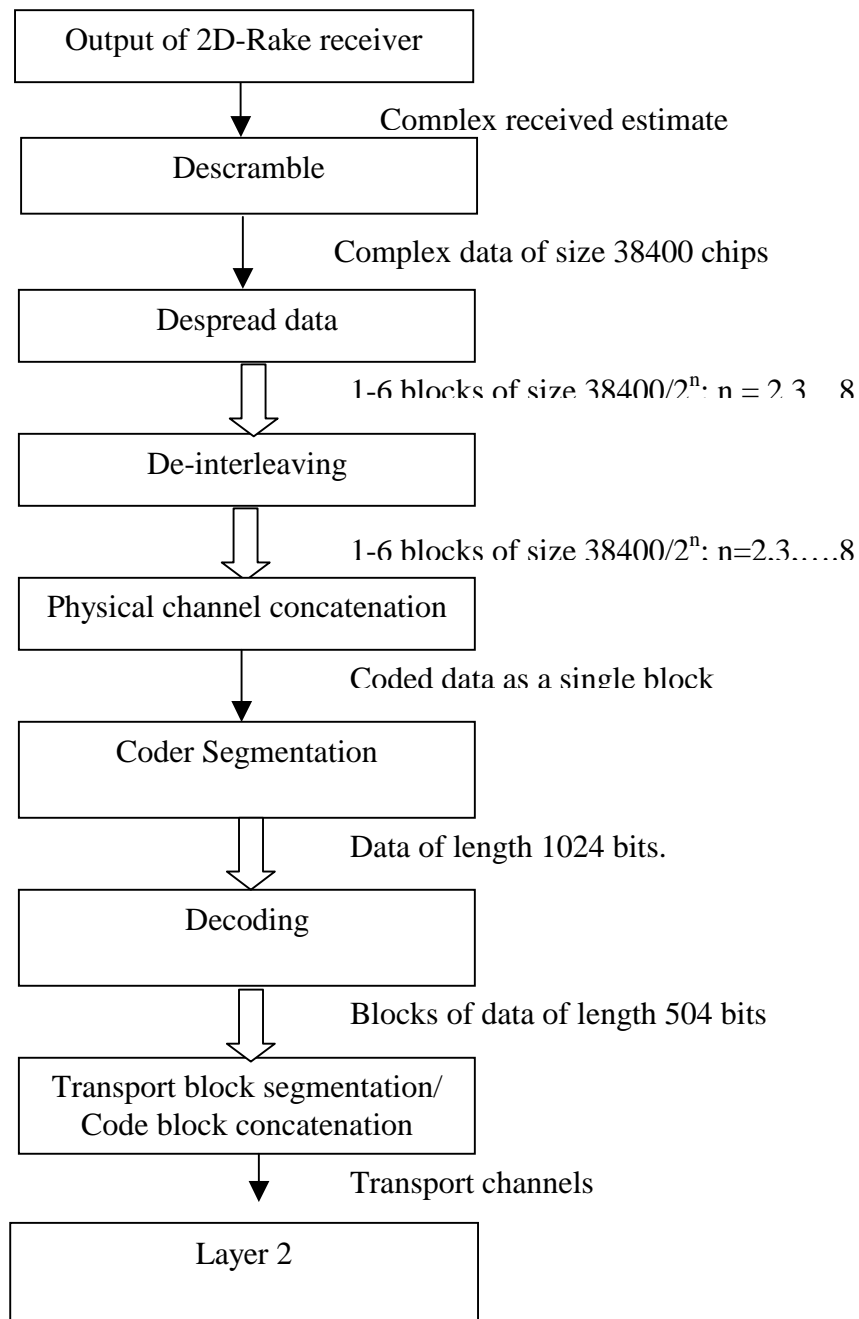 Output of 2D-Rake receiver
Complex received estimate
Descramble
Complex data of size 38400 chips
Despread data
1-6 blocks of size 38400/2ⁿ; n = 2,3....8
De-interleaving
1-6 blocks of size 38400/2ⁿ; n=2,3,….,8
Physical channel concatenation
Coded data as a single block
Coder Segmentation
Data of length 1024 bits.
Decoding
Blocks of data of length 504 bits
Transport block segmentation/
Code block concatenation
Transport channels
Layer 2